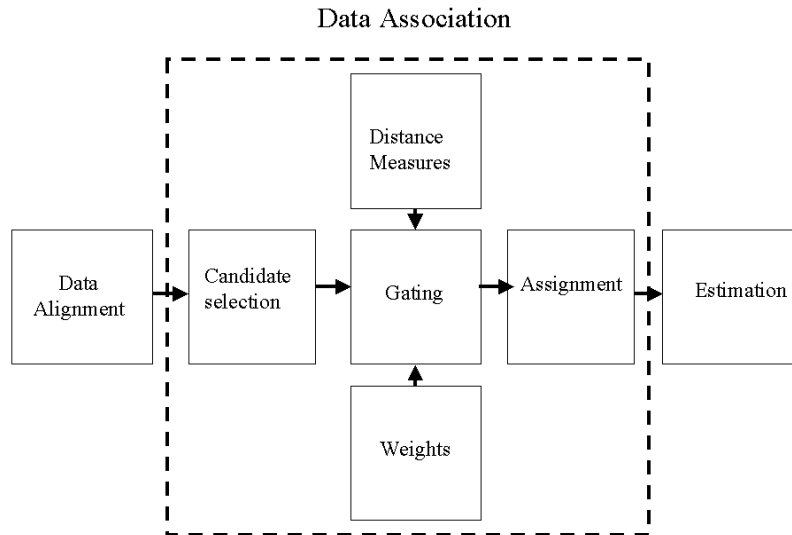 Data Association
Distance
Measures
Data
Alignment
Candidate
selection
Gating
Assignment
Estimation
Weights